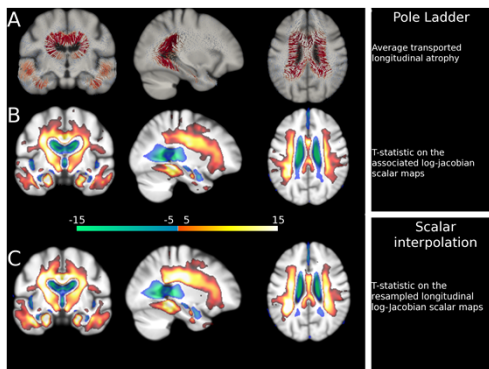 A
Pole Ladder
Average transported
longitudinal atrophy
B
T-statistic on the
associated log-jacobian
scalar maps
-15
-5
5
15
Scalar
interpolation
C
T-statistic on the
resampled longitudinal
log-Jacobian scalar maps